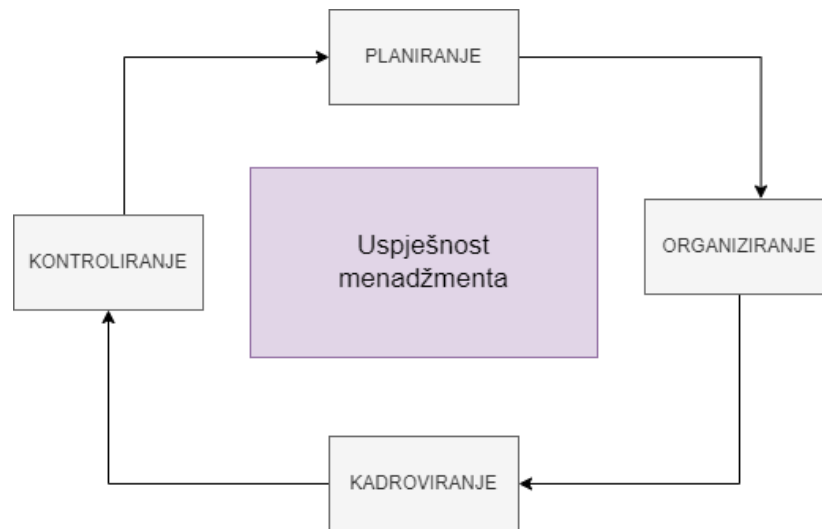 PLANIRANJE
KONTROLIRANJE
Uspješnost
menadžmenta
ORGANIZIRANJE
KADROVIRANJE